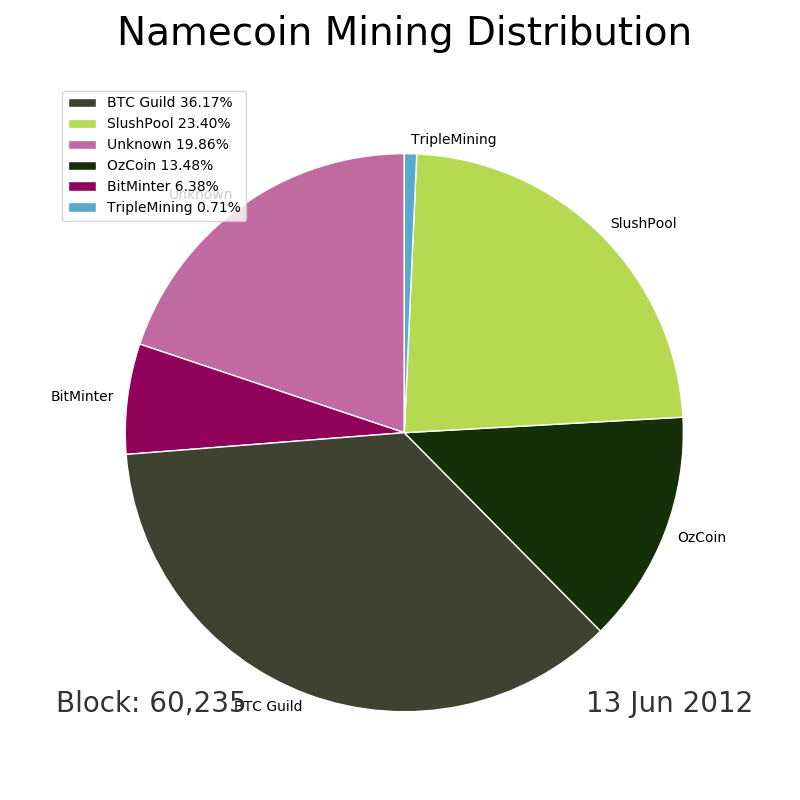 Namecoin Mining Distribution
BTC Guild 36.17%
SlushPool 23.40%
Unknown 19.86%
OzCoin 13.48%
BitMinter 6.38%
TripleMining 0.71%
TripleMining
Unknown
SlushPool
BitMinter
OzCoin
Block: 60,235
BTC Guild
13 Jun 2012